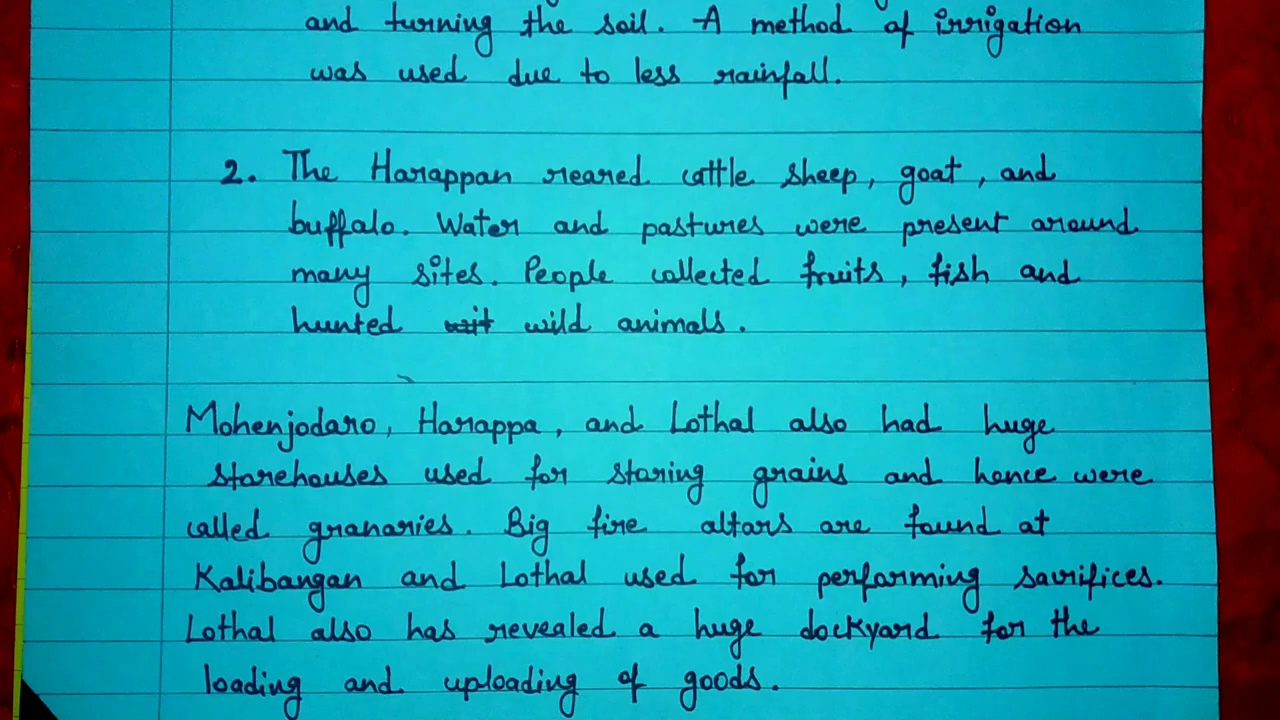 and turning the soil. A method of irrigation
was used due to less rainfall.
2. The Harappan reared cattle sheep, goat, and
buffalo. Water and pastures were present around
many sites. People collected fruits, fish and
hunted wild animals.
Mohenjodaro, Harappa, and Lothal also had huge
storehouses used for storing grains and hence were
called granaries. Big fire altars are found at
Kalibangan and Lothal used for performing sacrifices.
Lothal also has revealed a huge dockyard for the
loading and uploading of goods.